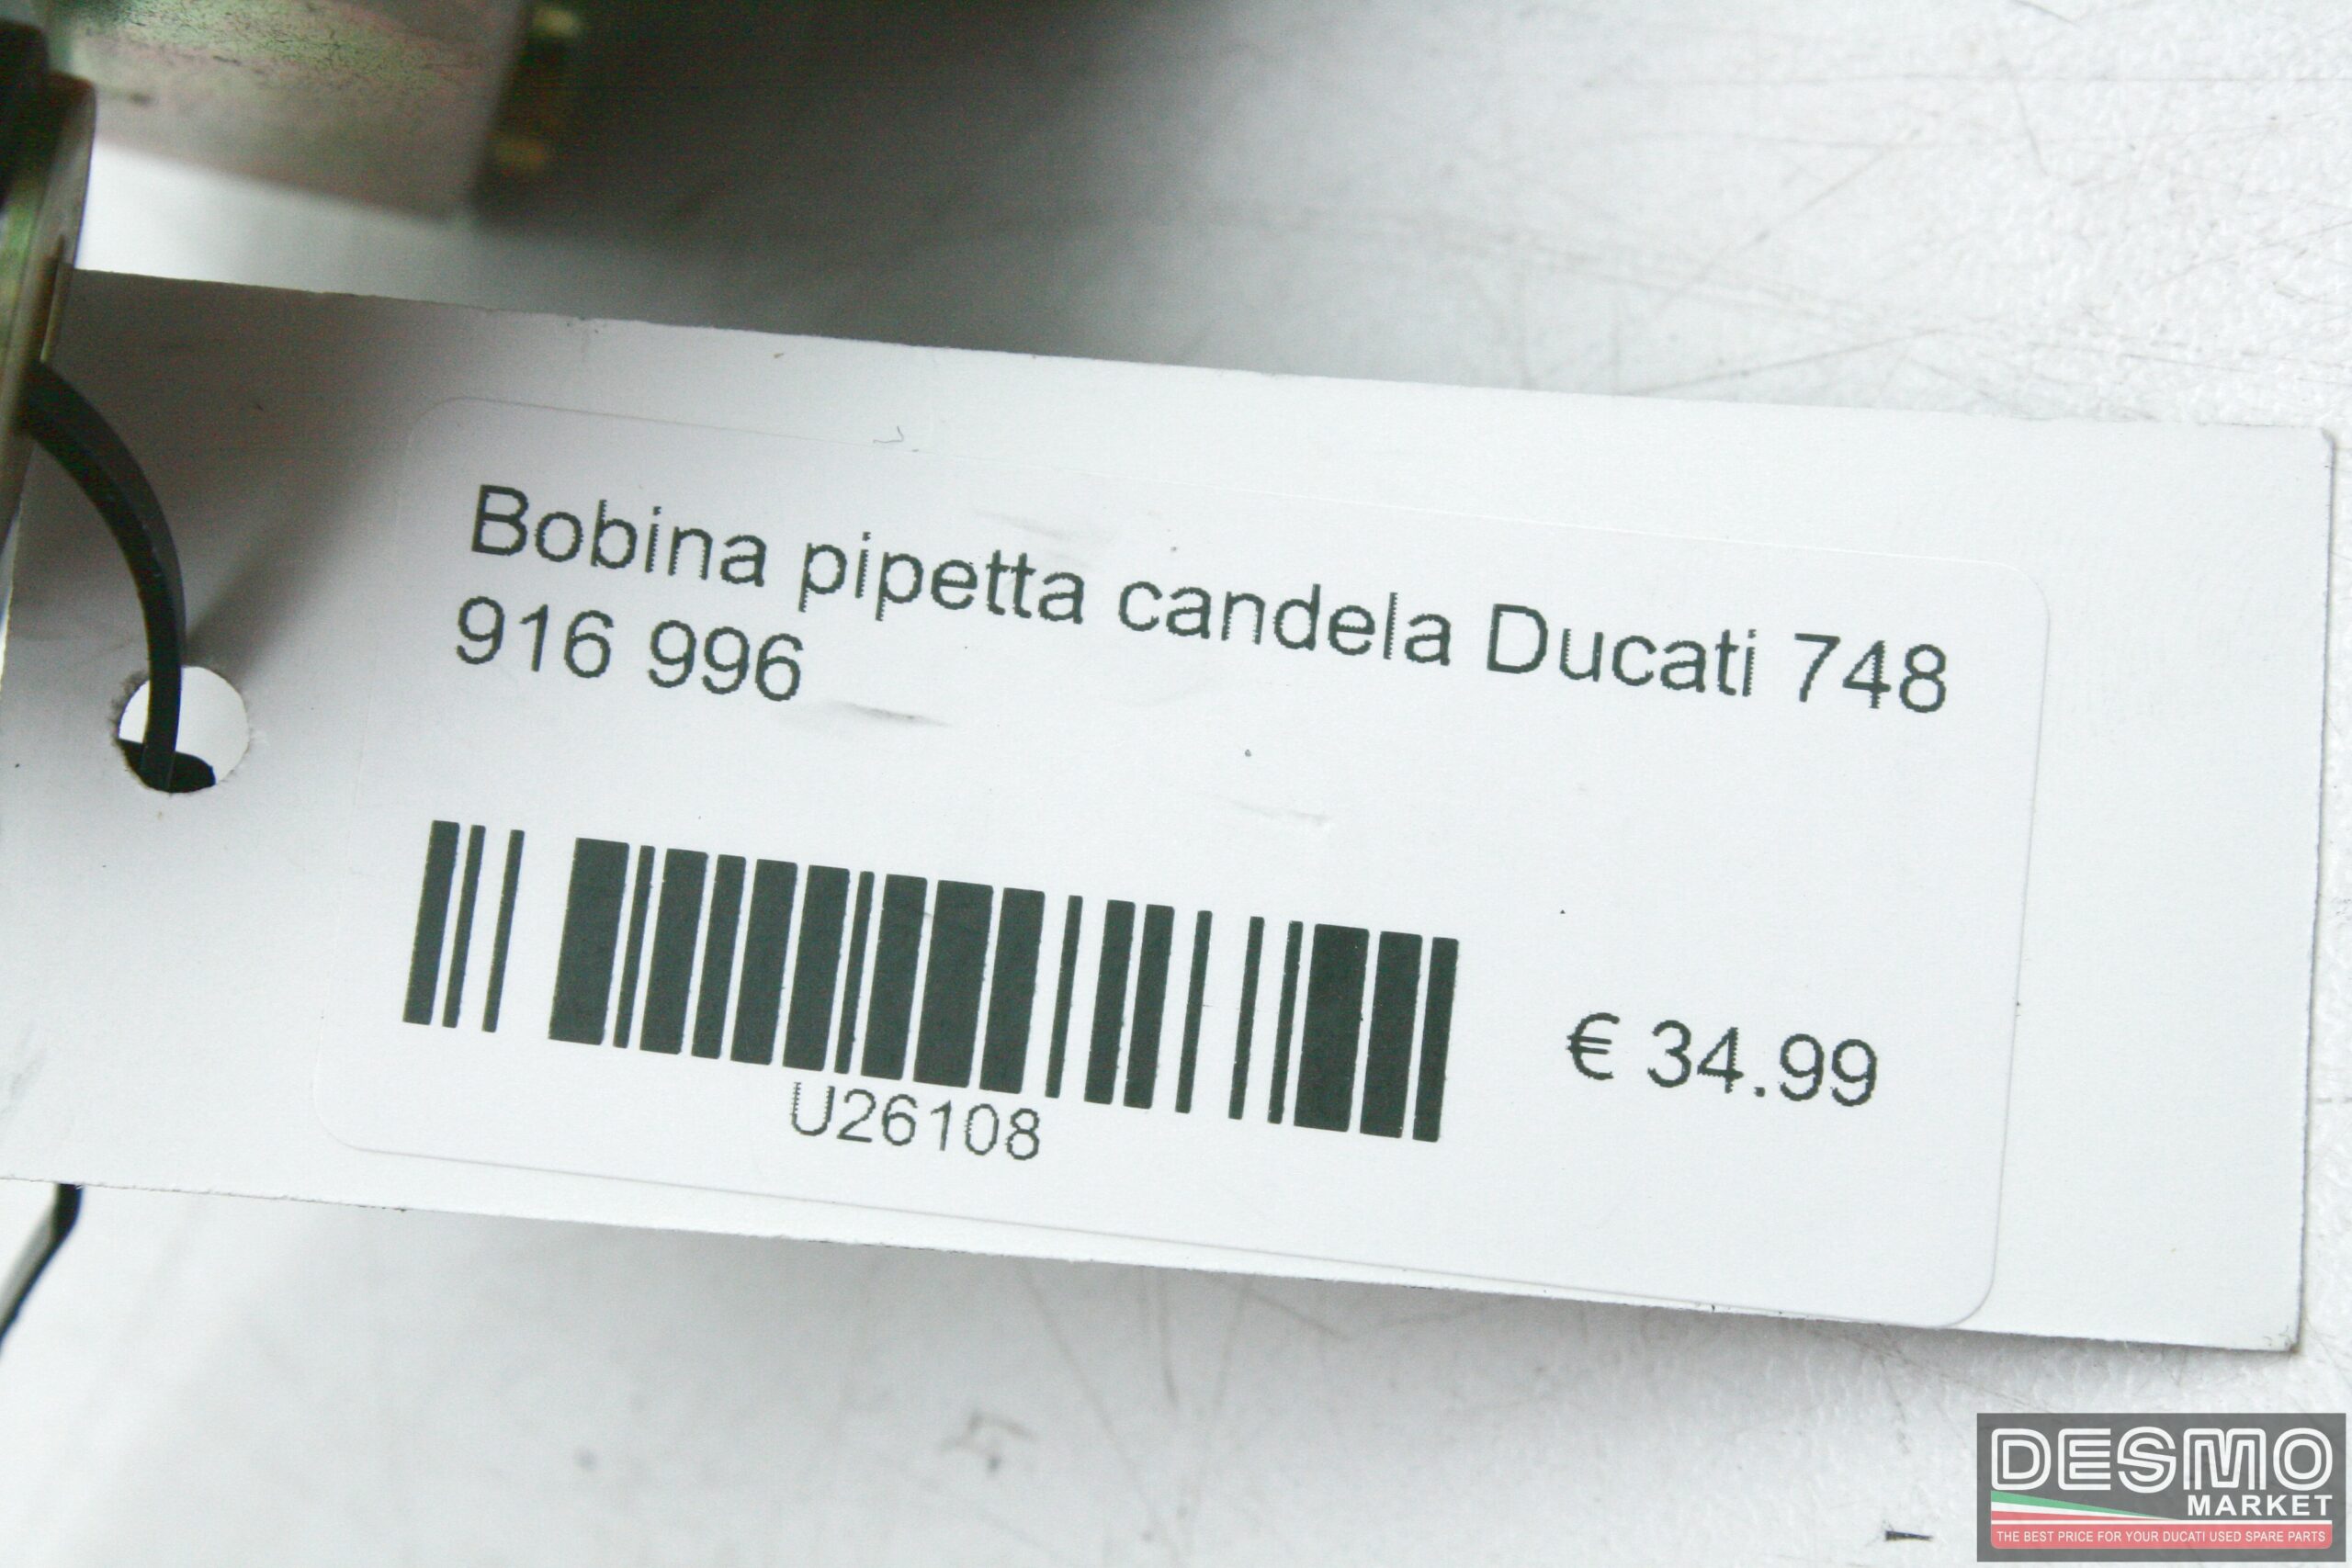 Bobina pipetta candela Ducati 748
916 996
U26108
€ 34.99
DESMO
MARKET
THE BEST PRICE FOR YOUR DUCATI USED SPARE PARTS